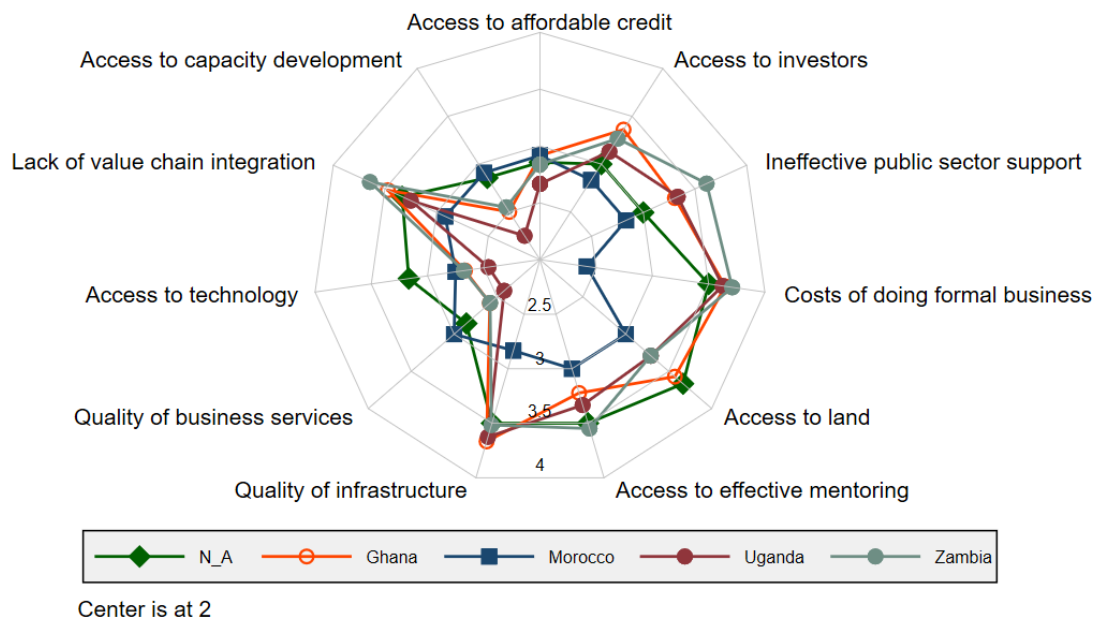 Access to affordable credit
Access to capacity development
Access to investors
Lack of value chain integration
Ineffective public sector support
Access to technology
Costs of doing formal business
2.5
3
Quality of business services
3.5
Access to land
4
Quality of infrastructure
Access to effective mentoring
N_A
Ghana
Morocco
Uganda
Zambia
Center is at 2